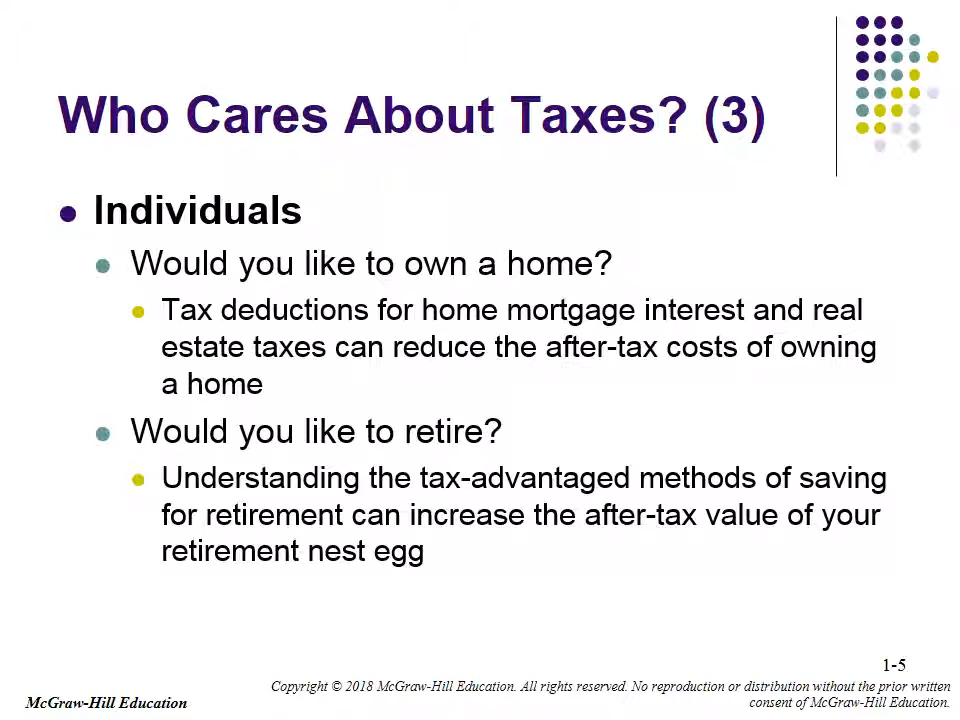 Who Cares About Taxes? (3)
Individuals
Would you like to own a home?
Tax deductions for home mortgage interest and real
estate taxes can reduce the after-tax costs of owning
a home
Would you like to retire?
Understanding the tax-advantaged methods of saving
for retirement can increase the after-tax value of your
retirement nest egg
1-5
McGraw-Hill Education
Copyright © 2018 McGraw-Hill Education. All rights reserved. No reproduction or distribution without the prior written
consent of McGraw-Hill Education.